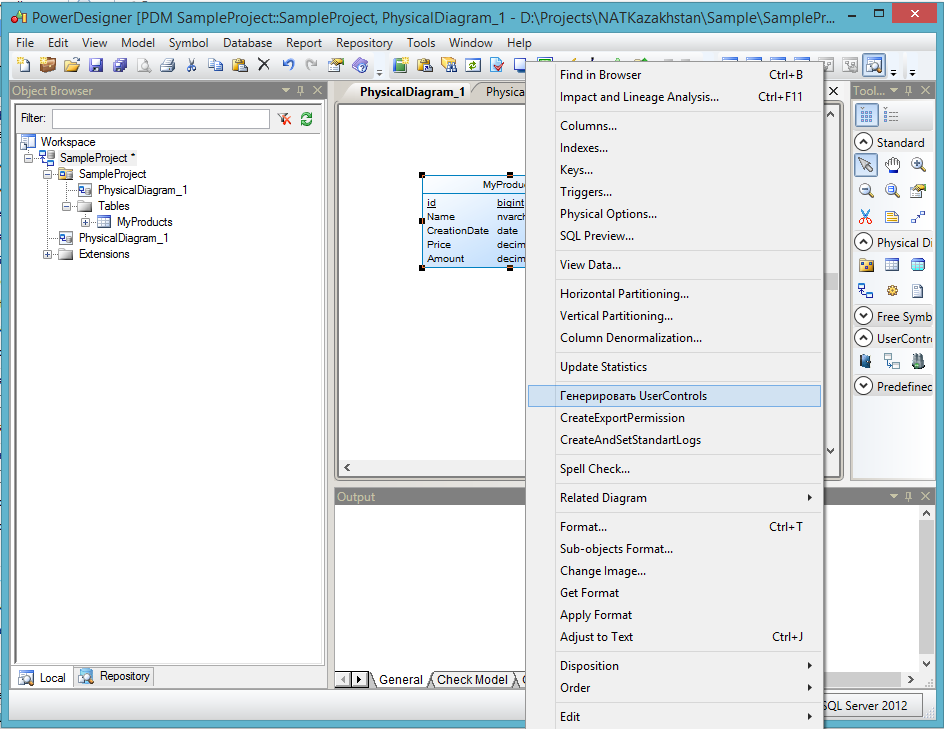 PowerDesigner [PDM SampleProject::SampleProject, PhysicalDiagram_1 - D:\Projects\NATKazakhstan\Sample\SamplePr...
File Edit View Model Symbol Database Report Repository Tools Window Help
Object Browser
Filter:
Workspace
SampleProject *
SampleProject
PhysicalDiagram_1
Tables
MyProducts
PhysicalDiagram_1
Extensions
Local Repository
PhysicalDiagram_1 Physica
MyProdu
id bigint
Name nvarch
CreationDate date
Price decim
Amount decim
Output
General Check Model
Find in Browser Ctrl+B
Impact and Lineage Analysis... Ctrl+F11
Columns...
Indexes...
Keys...
Triggers...
Physical Options...
SQL Preview...
View Data...
Horizontal Partitioning...
Vertical Partitioning...
Column Denormalization...
Update Statistics
Генерировать UserControls
CreateExportPermission
CreateAndSetStandartLogs
Spell Check...
Related Diagram
Format... Ctrl+T
Sub-objects Format...
Change Image...
Get Format
Apply Format
Adjust to Text Ctrl+J
Disposition
Order
Edit
Tool...
Standard
Physical Di
Free Symb
UserContr
Predefined
SQL Server 2012